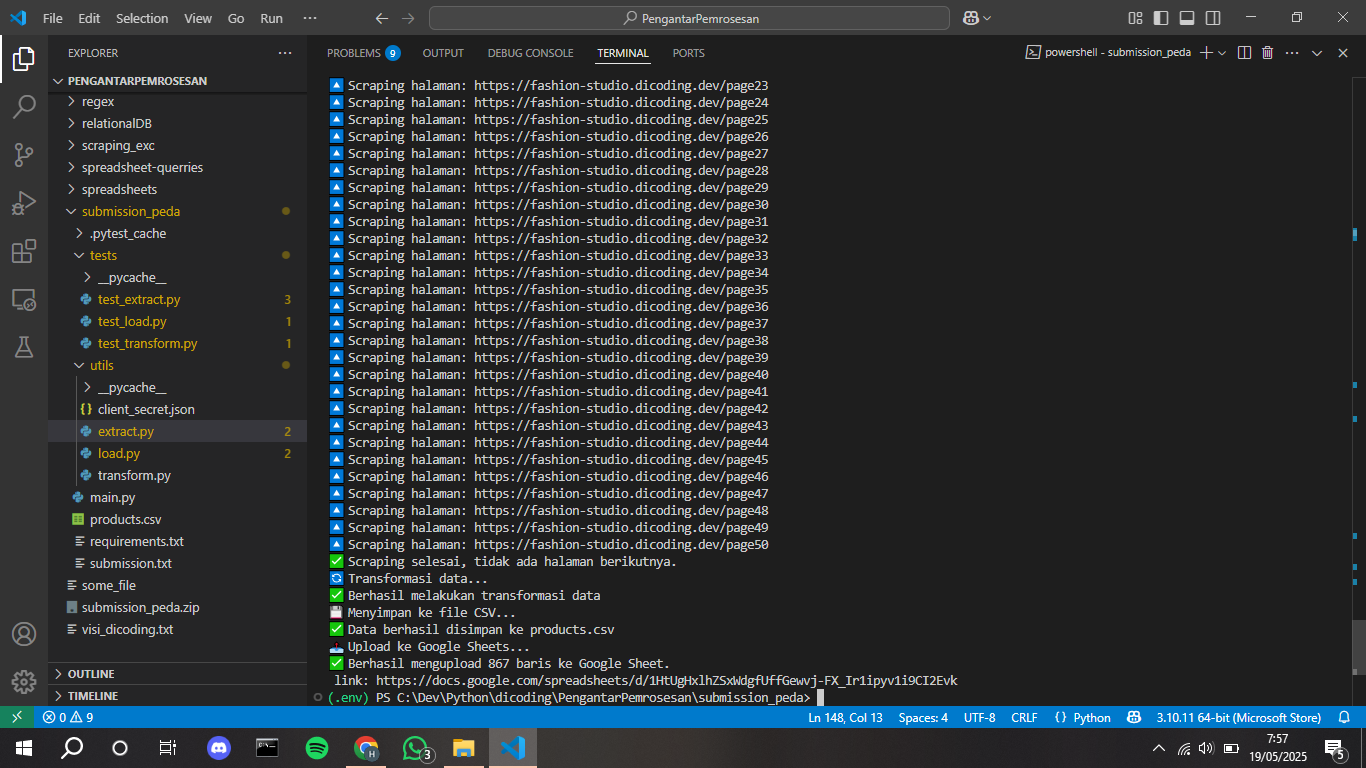 File Edit Selection View Go Run ···
PengantarPemrosesan
EXPLORER
PENGANTARPEMROSESAN
regex
relationalDB
scraping_exc
spreadsheet-querries
spreadsheets
submission_peda
.pytest_cache
tests
__pycache__
test_extract.py 3
test_load.py 1
test_transform.py 1
utils
__pycache__
{} client_secret.json
extract.py 2
load.py 2
transform.py
main.py
products.csv
requirements.txt
submission.txt
some_file
submission_peda.zip
visi_dicoding.txt
OUTLINE
TIMELINE
PROBLEMS 9 OUTPUT DEBUG CONSOLE TERMINAL PORTS
powershell - submission_peda
Scraping halaman: https://fashion-studio.dicoding.dev/page23
Scraping halaman: https://fashion-studio.dicoding.dev/page24
Scraping halaman: https://fashion-studio.dicoding.dev/page25
Scraping halaman: https://fashion-studio.dicoding.dev/page26
Scraping halaman: https://fashion-studio.dicoding.dev/page27
Scraping halaman: https://fashion-studio.dicoding.dev/page28
Scraping halaman: https://fashion-studio.dicoding.dev/page29
Scraping halaman: https://fashion-studio.dicoding.dev/page30
Scraping halaman: https://fashion-studio.dicoding.dev/page31
Scraping halaman: https://fashion-studio.dicoding.dev/page32
Scraping halaman: https://fashion-studio.dicoding.dev/page33
Scraping halaman: https://fashion-studio.dicoding.dev/page34
Scraping halaman: https://fashion-studio.dicoding.dev/page35
Scraping halaman: https://fashion-studio.dicoding.dev/page36
Scraping halaman: https://fashion-studio.dicoding.dev/page37
Scraping halaman: https://fashion-studio.dicoding.dev/page38
Scraping halaman: https://fashion-studio.dicoding.dev/page39
Scraping halaman: https://fashion-studio.dicoding.dev/page40
Scraping halaman: https://fashion-studio.dicoding.dev/page41
Scraping halaman: https://fashion-studio.dicoding.dev/page42
Scraping halaman: https://fashion-studio.dicoding.dev/page43
Scraping halaman: https://fashion-studio.dicoding.dev/page44
Scraping halaman: https://fashion-studio.dicoding.dev/page45
Scraping halaman: https://fashion-studio.dicoding.dev/page46
Scraping halaman: https://fashion-studio.dicoding.dev/page47
Scraping halaman: https://fashion-studio.dicoding.dev/page48
Scraping halaman: https://fashion-studio.dicoding.dev/page49
Scraping halaman: https://fashion-studio.dicoding.dev/page50
Scraping selesai, tidak ada halaman berikutnya.
Transformasi data...
Berhasil melakukan transformasi data
Menyimpan ke file CSV...
Data berhasil disimpan ke products.csv
Upload ke Google Sheets...
Berhasil mengupload 867 baris ke Google Sheet.
link: https://docs.google.com/spreadsheets/d/1HtUgHxlhZSxWdgfUffGewvj-FX_Ir1ipyv1i9CI2Evk
(.env) PS C:\Dev\Python\dicoding\PengantarPemrosesan\submission_peda>
0 9
Ln 148, Col 13 Spaces: 4 UTF-8 CRLF {} Python 3.10.11 64-bit (Microsoft Store)
H
3
7:57
19/05/2025
5